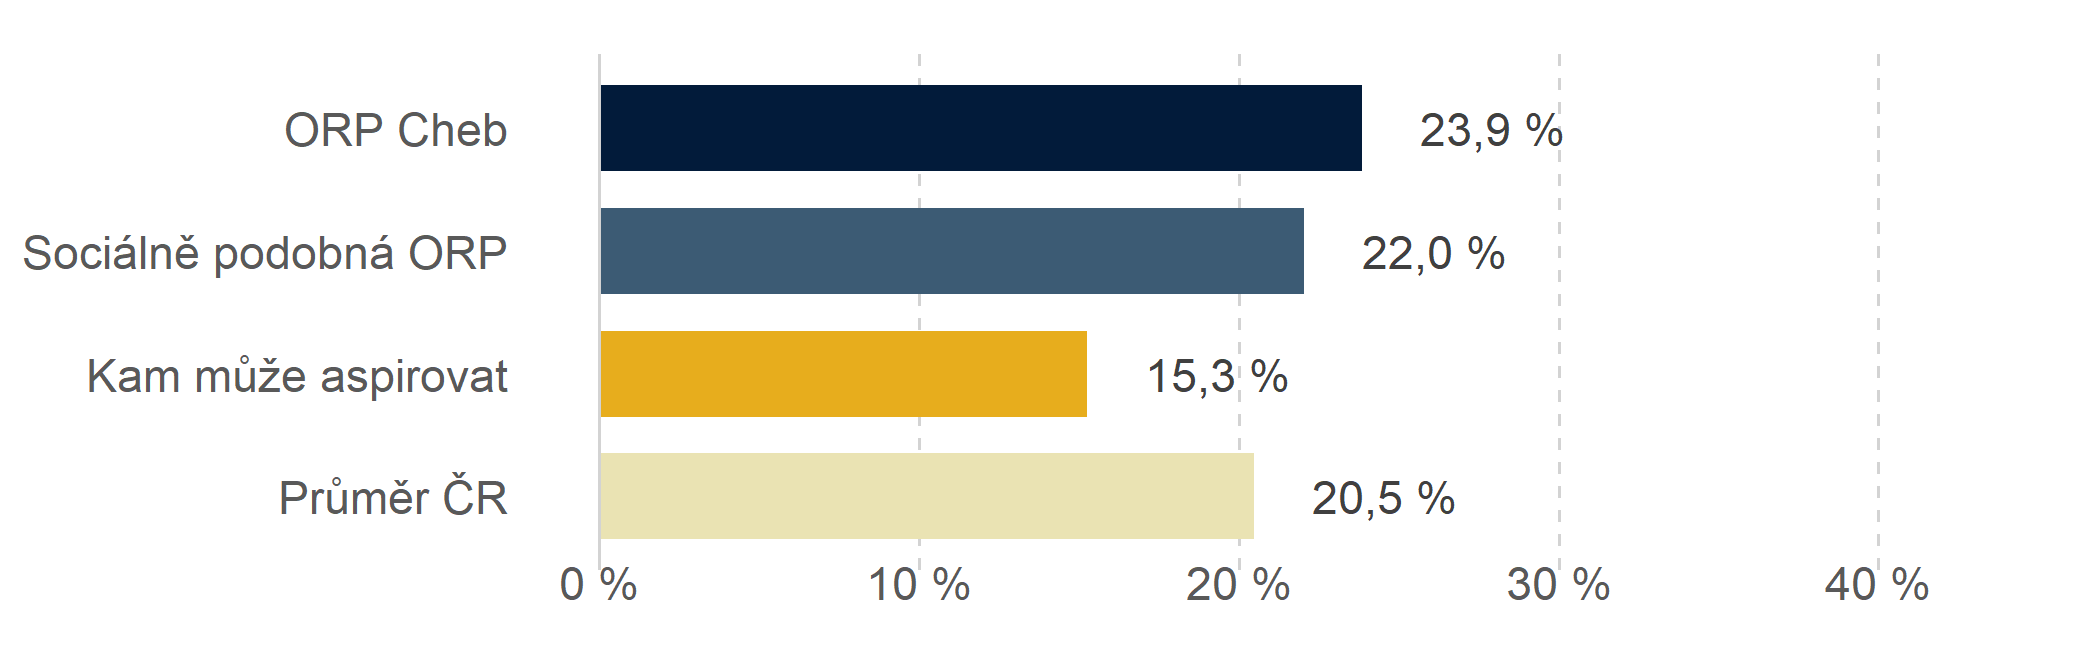 ORP Cheb 23,9 %
Sociálně podobná ORP 22,0 %
Kam může aspirovat 15,3 %
Průměr ČR 20,5 %
0 % 10 % 20 % 30 % 40 %